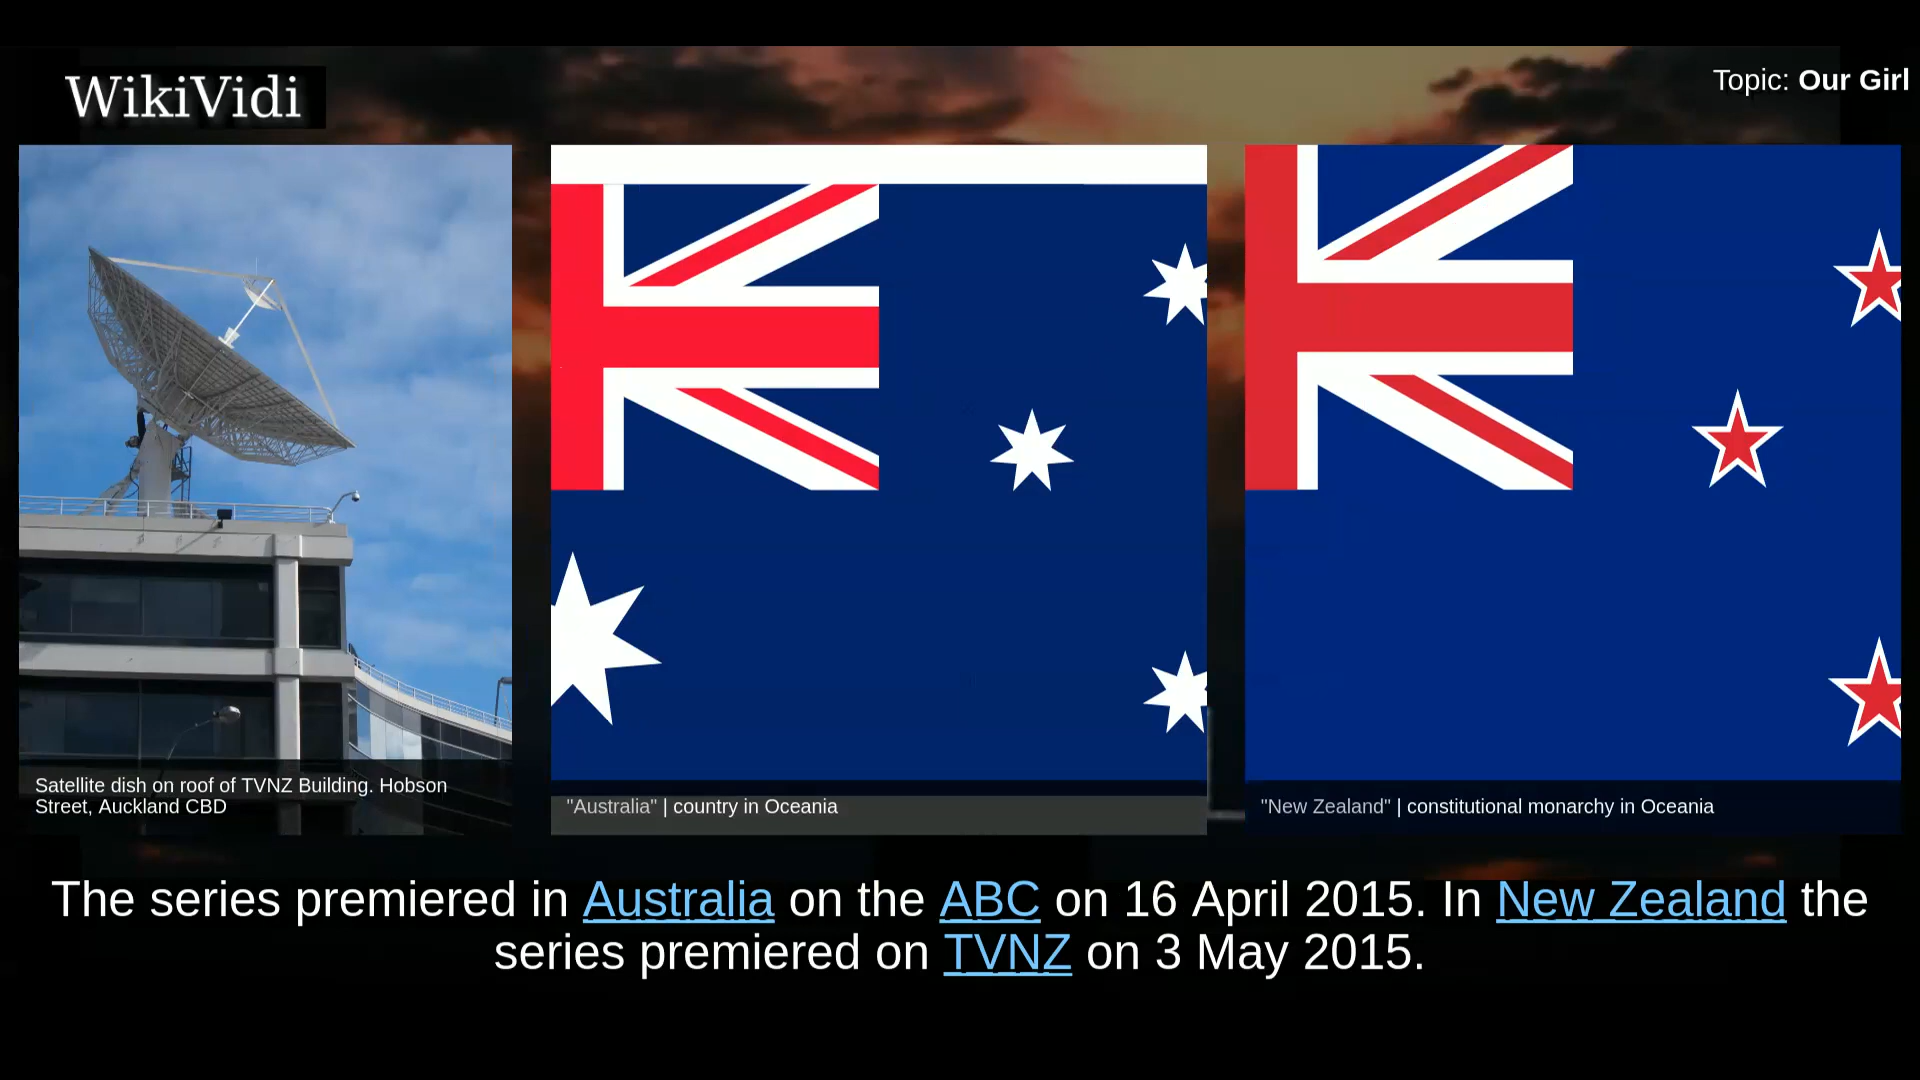 WikiVidi
Topic: Our Girl
Satellite dish on roof of TVNZ Building. Hobson
Street, Auckland CBD
"Australia" | country in Oceania
"New Zealand" | constitutional monarchy in Oceania
The series premiered in Australia on the ABC on 16 April 2015. In New Zealand the
series premiered on TVNZ on 3 May 2015.